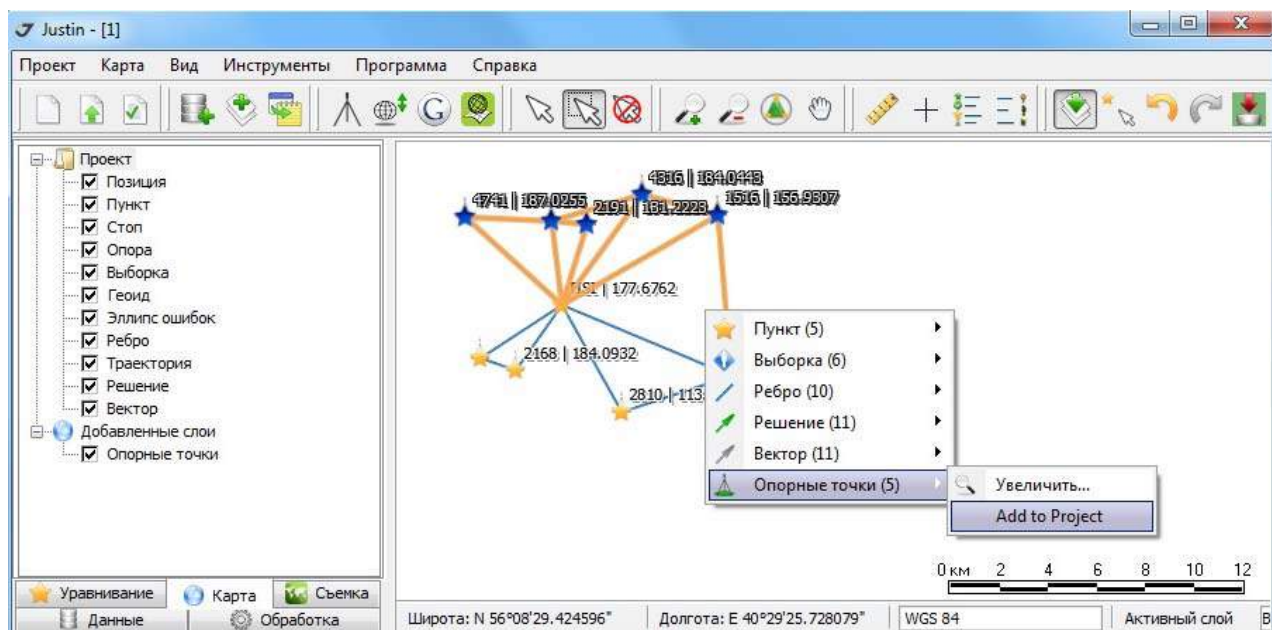 Justin - [1]
Проект Карта Вид Инструменты Программа Справка
Проект
Позиция
Пункт
Стоп
Опора
Выборка
Геоид
Эллипс ошибок
Ребро
Траектория
Решение
Вектор
Добавленные слои
Опорные точки
4316 | 184.0443
4741 | 187.0255
2191 | 181.2223
1516 | 155.9307
| 177.6762
2168 | 184.0932
2810 | 113
Пункт (5)
Выборка (6)
Ребро (10)
Решение (11)
Вектор (11)
Опорные точки (5)
Увеличить...
Add to Project
0 км 2 4 6 8 10 12
Уравнивание Карта Съемка
Данные Обработка
Широта: N 56°08'29.424596" Долгота: E 40°29'25.728079" WGS 84 Активный слой В